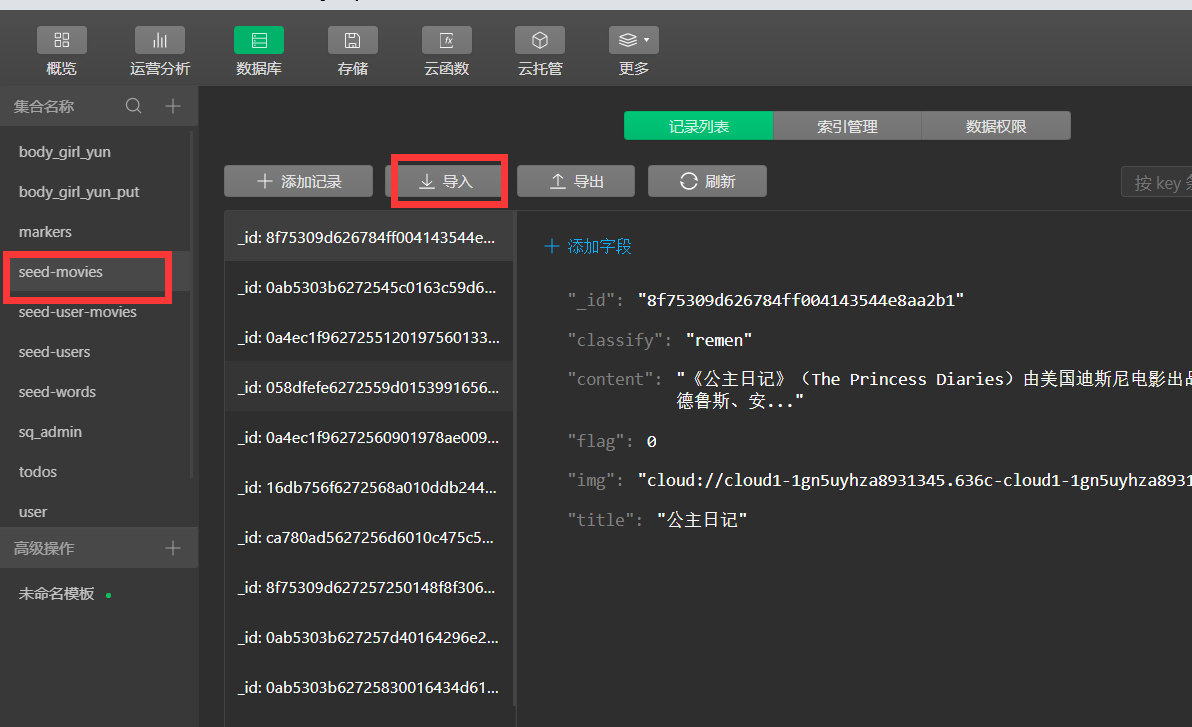 概览 运营分析 数据库 存储 云函数 云托管 更多
集合名称
body_girl_yun
body_girl_yun_put
markers
seed-movies
seed-user-movies
seed-users
seed-words
sq_admin
todos
user
高级操作
未命名模板
记录列表 索引管理 数据权限
添加记录 导入 导出 刷新 按 key
_id: 8f75309d626784ff004143544e...
_id: 0ab5303b6272545c0163c59d6...
_id: 0a4ec1f9627255120197560133...
_id: 058dfefe6272559d0153991656...
_id: 0a4ec1f96272560901978ae009...
_id: 16db756f6272568a010ddb244...
_id: ca780ad5627256d6010c475c5...
_id: 8f75309d627257250148f8f306...
_id: 0ab5303b627257d40164296e2...
_id: 0ab5303b62725830016434d61...
添加字段
"_id": "8f75309d626784ff004143544e8aa2b1"
"classify": "remen"
"content": "《公主日记》（The Princess Diaries）由美国迪斯尼电影出品
德鲁斯、安..."
"flag": 0
"img": "cloud://cloud1-1gn5uyhza8931345.636c-cloud1-1gn5uyhza8931
"title": "公主日记"